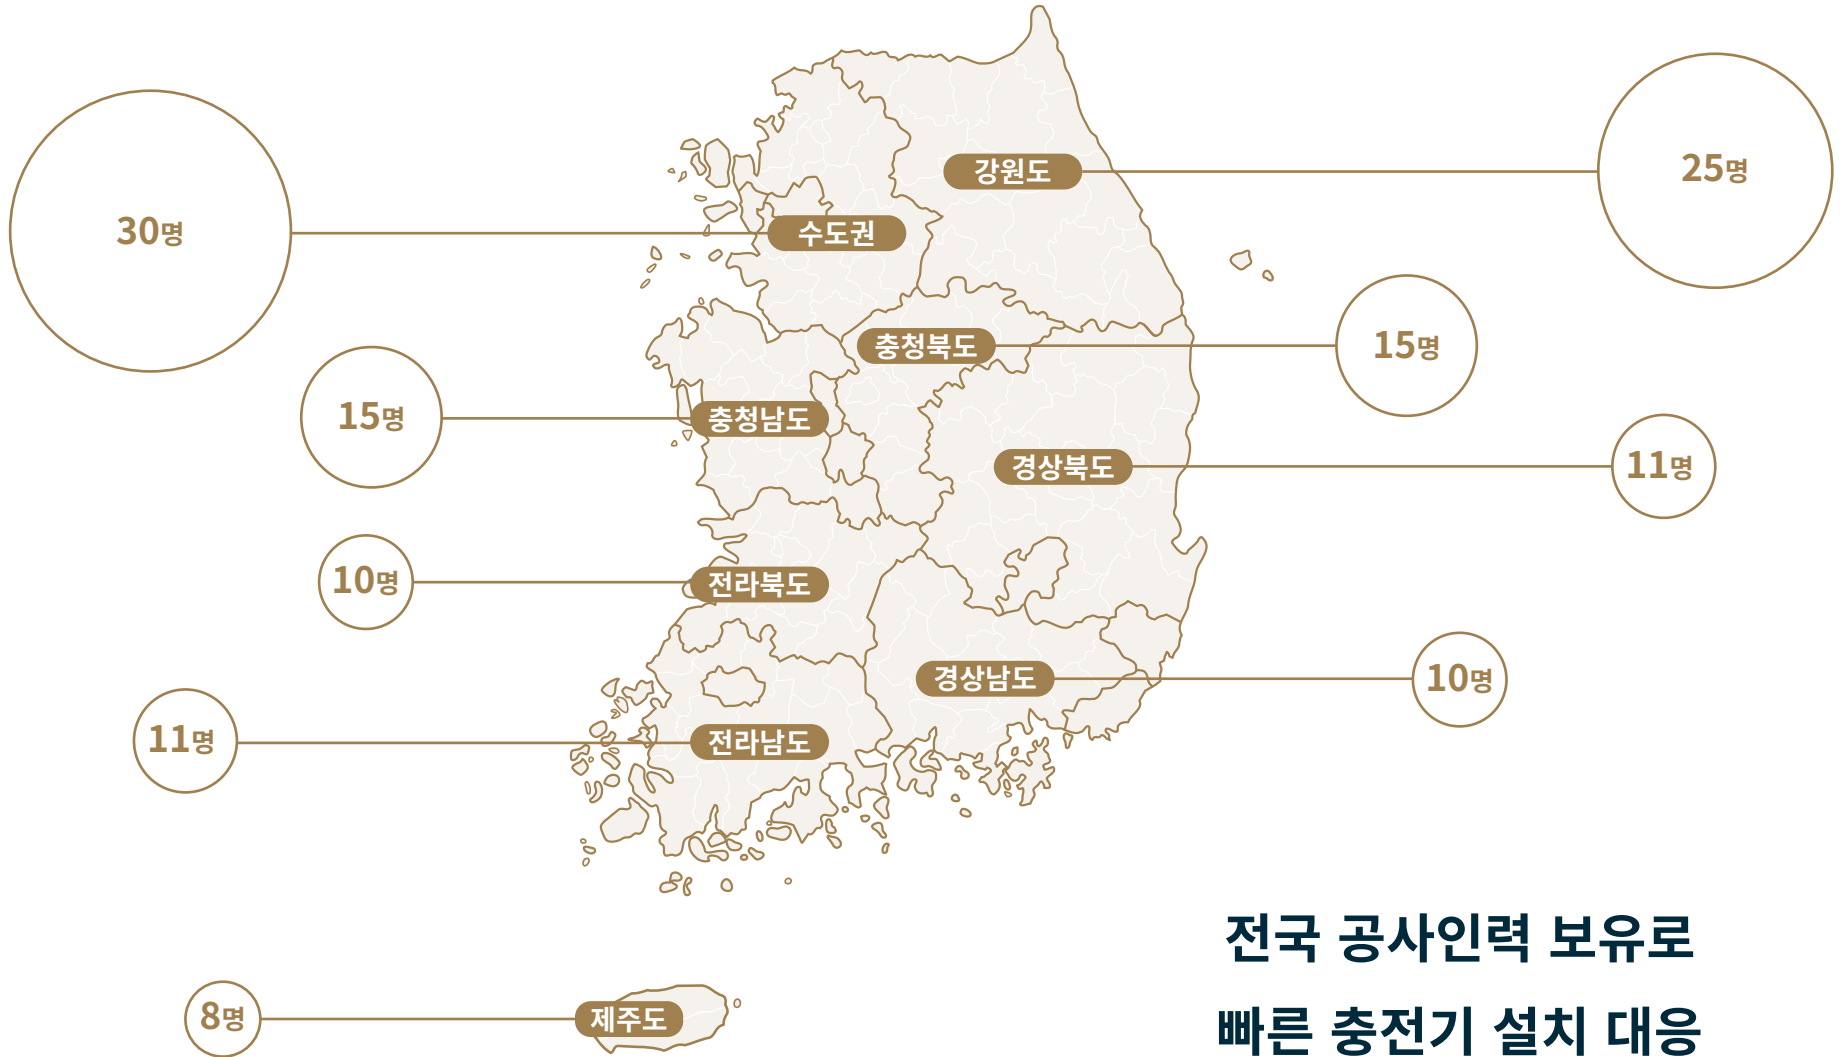 강원도
25명
30명
수도권
충청북도
15명
15명
충청남도
경상북도
11명
10명
전라북도
경상남도
10명
11명
전라남도
8명
제주도
전국 공사인력 보유로
빠른 충전기 설치 대응